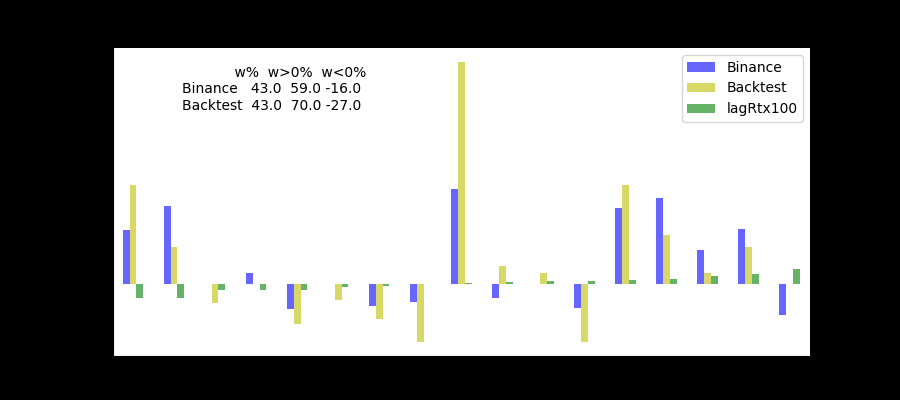 w% w>0% w<0%
Binance 43.0 59.0 -16.0
Backtest 43.0 70.0 -27.0
Binance
Backtest
lagRtx100